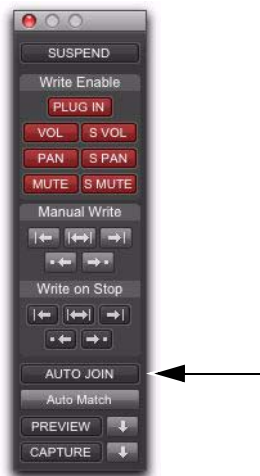 SUSPEND
Write Enable
PLUG IN
VOL S VOL
PAN S PAN
MUTE S MUTE
Manual Write
Write on Stop
AUTO JOIN
Auto Match
PREVIEW
CAPTURE